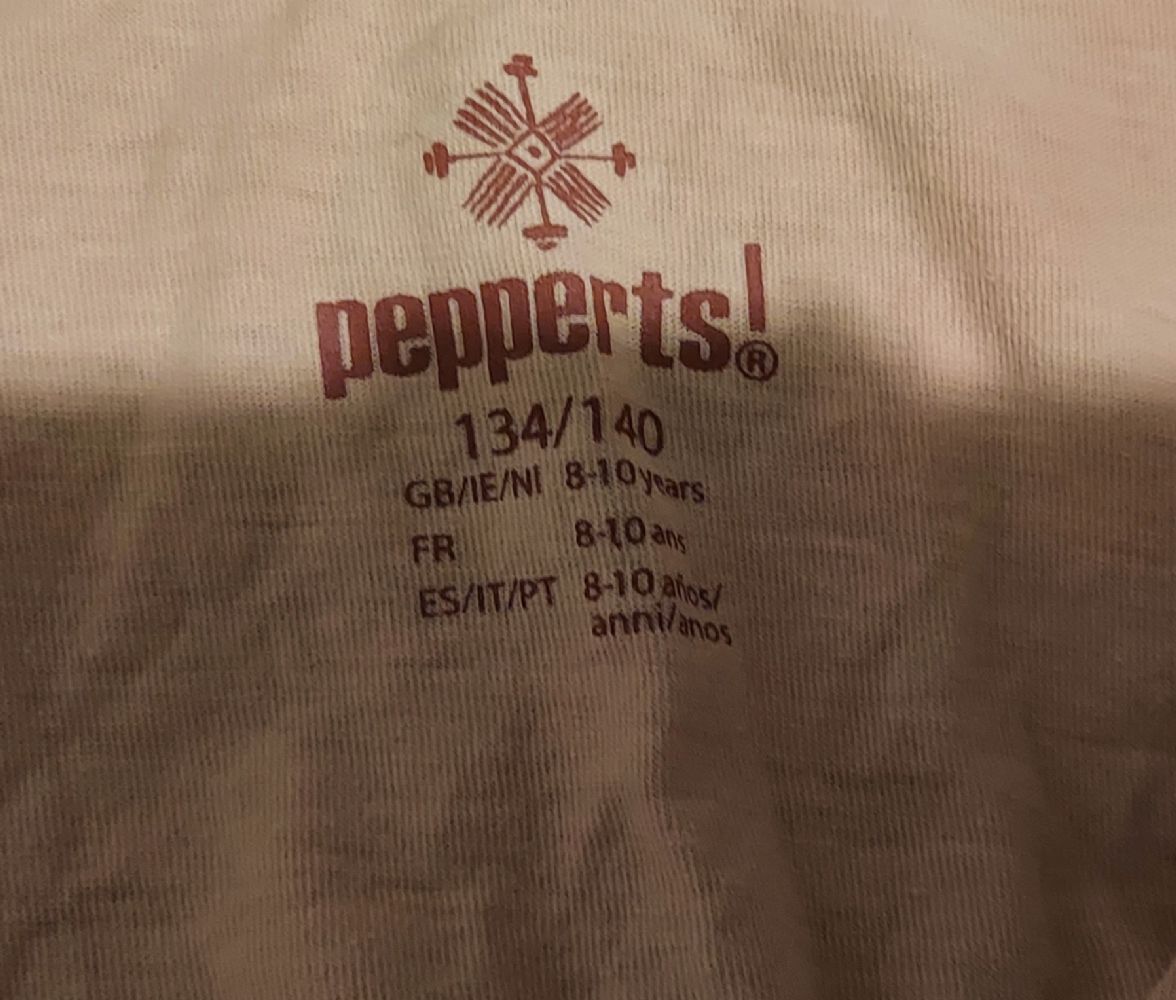 pepperts!®
134/140
GB/IE/NI 8-10 years
FR 8-10 ans
ES/IT/PT 8-10 años/
anni/anos